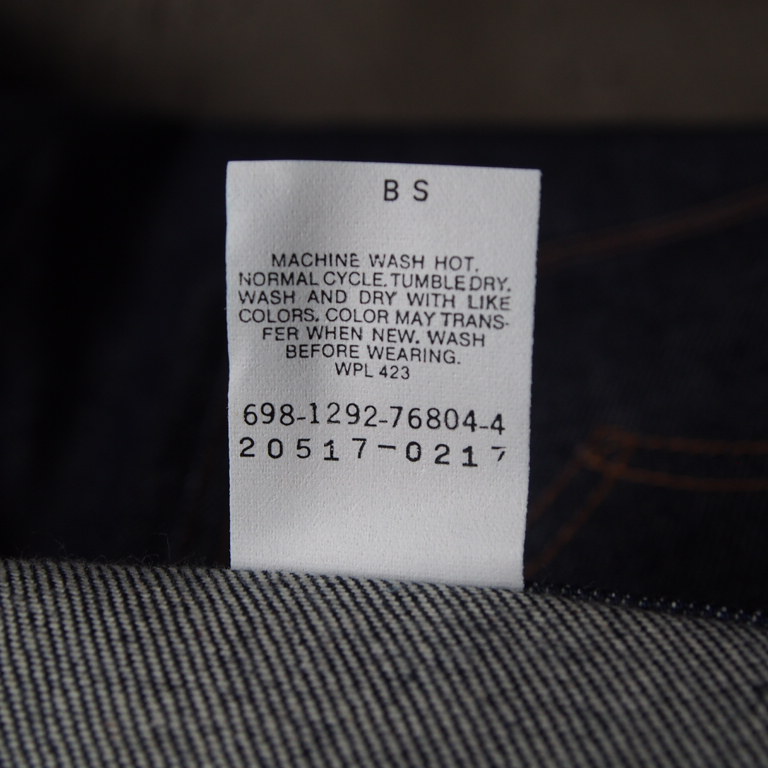 B S
MACHINE WASH HOT.
NORMAL CYCLE. TUMBLE DRY.
WASH AND DRY WITH LIKE
COLORS. COLOR MAY TRANS-
FER WHEN NEW. WASH
BEFORE WEARING.
WPL 423
698-1292-76804-4
20517-0217